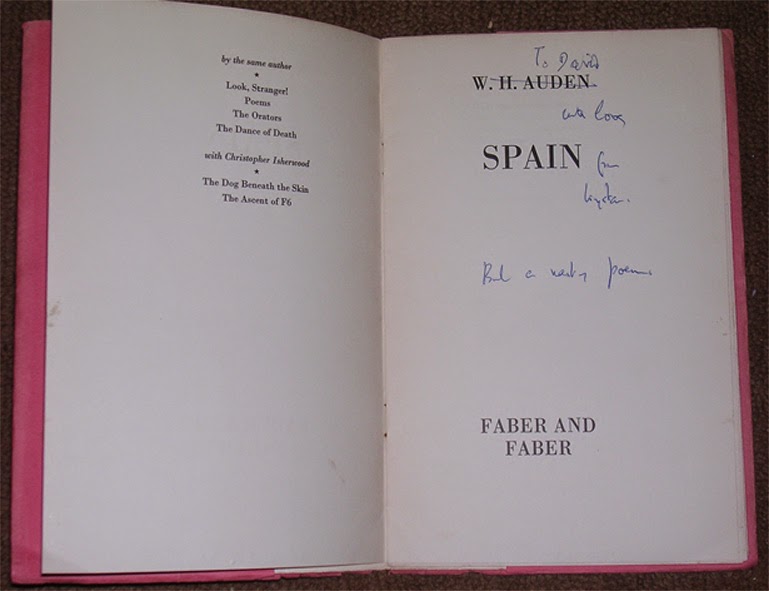 by the same author
★
Look, Stranger!
Poems
The Orators
The Dance of Death
with Christopher Isherwood
★
The Dog Beneath the Skin
The Ascent of F6
To David
W. H. AUDEN
with love
SPAIN
from
Wystan.
But a nasty poem
FABER AND
FABER